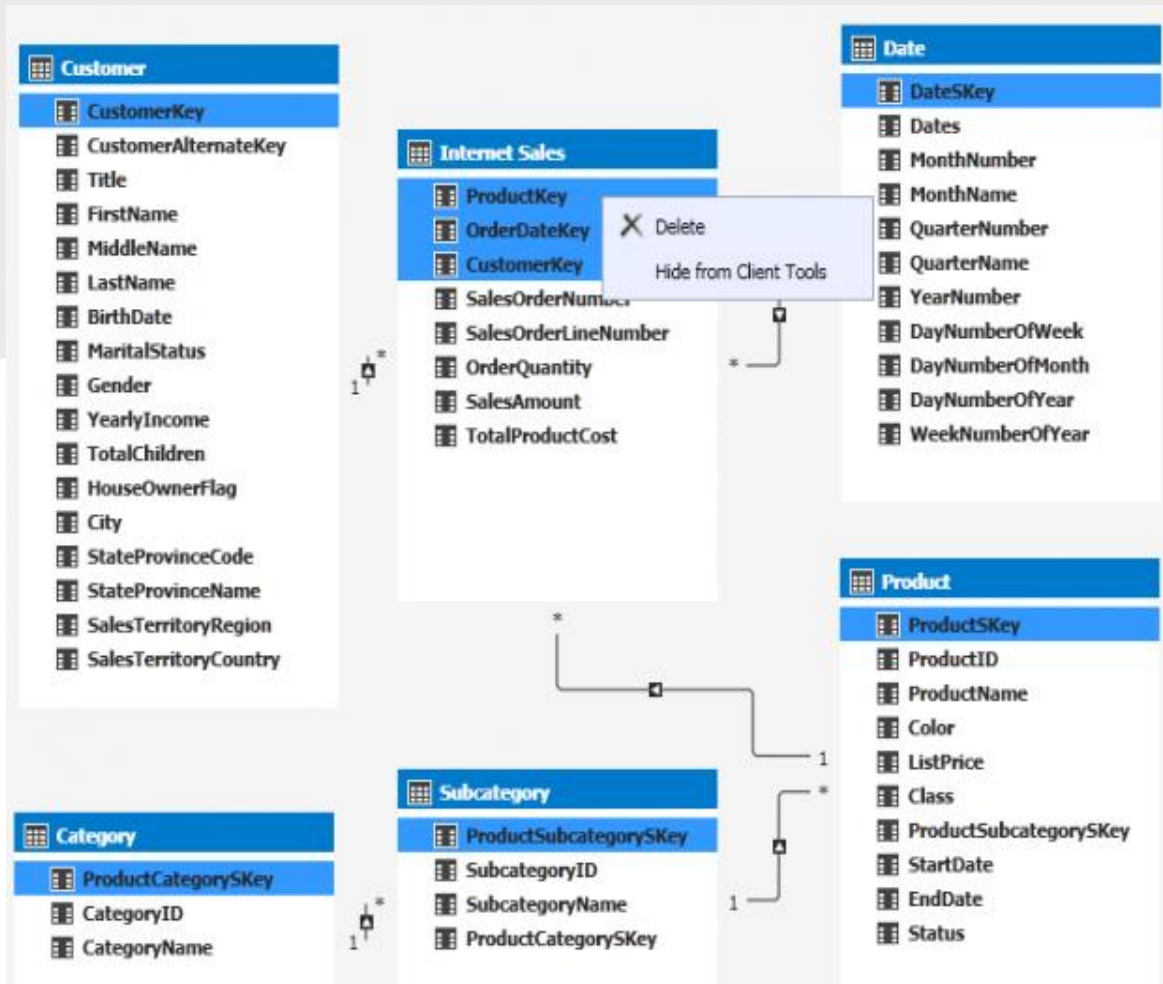 Customer
CustomerKey
CustomerAlternateKey
Title
FirstName
MiddleName
LastName
BirthDate
MaritalStatus
Gender
YearlyIncome
TotalChildren
HouseOwnerFlag
City
StateProvinceCode
StateProvinceName
SalesTerritoryRegion
SalesTerritoryCountry
1
*
Internet Sales
ProductKey
OrderDateKey
CustomerKey
SalesOrderNumber
SalesOrderLineNumber
OrderQuantity
SalesAmount
TotalProductCost
Delete
Hide from Client Tools
*
Date
DateSKey
Dates
MonthNumber
MonthName
QuarterNumber
QuarterName
YearNumber
DayNumberOfWeek
DayNumberOfMonth
DayNumberOfYear
WeekNumberOfYear
*
1
Product
ProductSKey
ProductID
ProductName
Color
ListPrice
Class
ProductSubcategorySKey
StartDate
EndDate
Status
Category
ProductCategorySKey
CategoryID
CategoryName
1
*
Subcategory
ProductSubcategorySKey
SubcategoryID
SubcategoryName
ProductCategorySKey
1
*